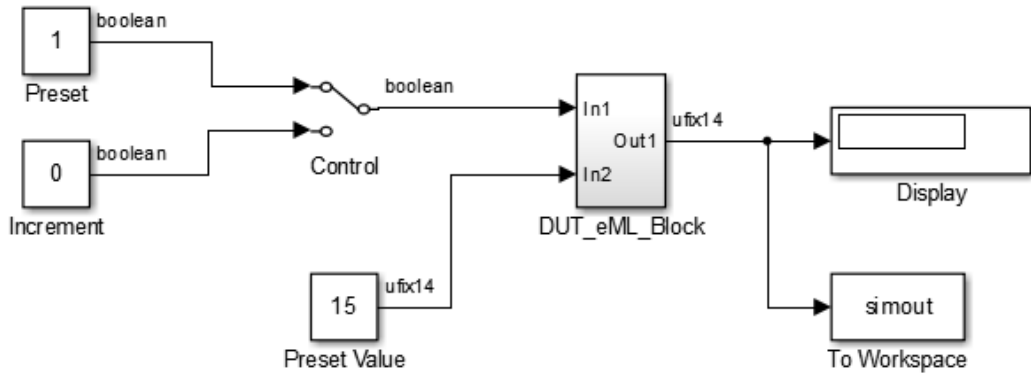 boolean
1
Preset
boolean
0
Increment
Control
boolean
In1
In2
Out1
DUT_eML_Block
ufix14
Display
15
ufix14
Preset Value
simout
To Workspace